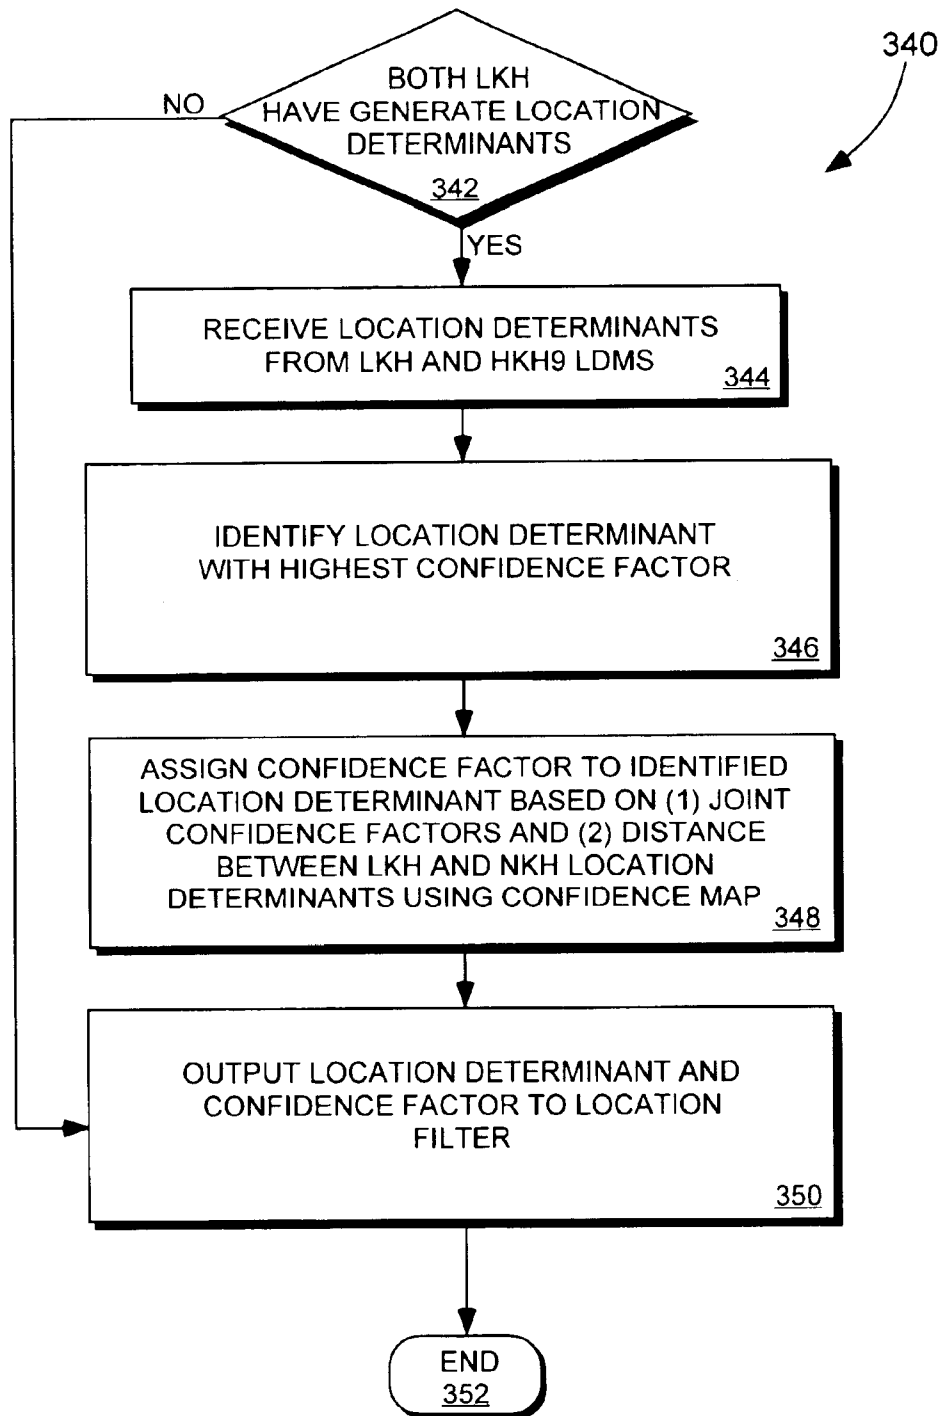 340
BOTH LKH
HAVE GENERATE LOCATION
DETERMINANTS
342
NO
YES
RECEIVE LOCATION DETERMINANTS
FROM LKH AND HKH9 LDMS
344
IDENTIFY LOCATION DETERMINANT
WITH HIGHEST CONFIDENCE FACTOR
346
ASSIGN CONFIDENCE FACTOR TO IDENTIFIED
LOCATION DETERMINANT BASED ON (1) JOINT
CONFIDENCE FACTORS AND (2) DISTANCE
BETWEEN LKH AND NKH LOCATION
DETERMINANTS USING CONFIDENCE MAP
348
OUTPUT LOCATION DETERMINANT AND
CONFIDENCE FACTOR TO LOCATION
FILTER
350
END
352